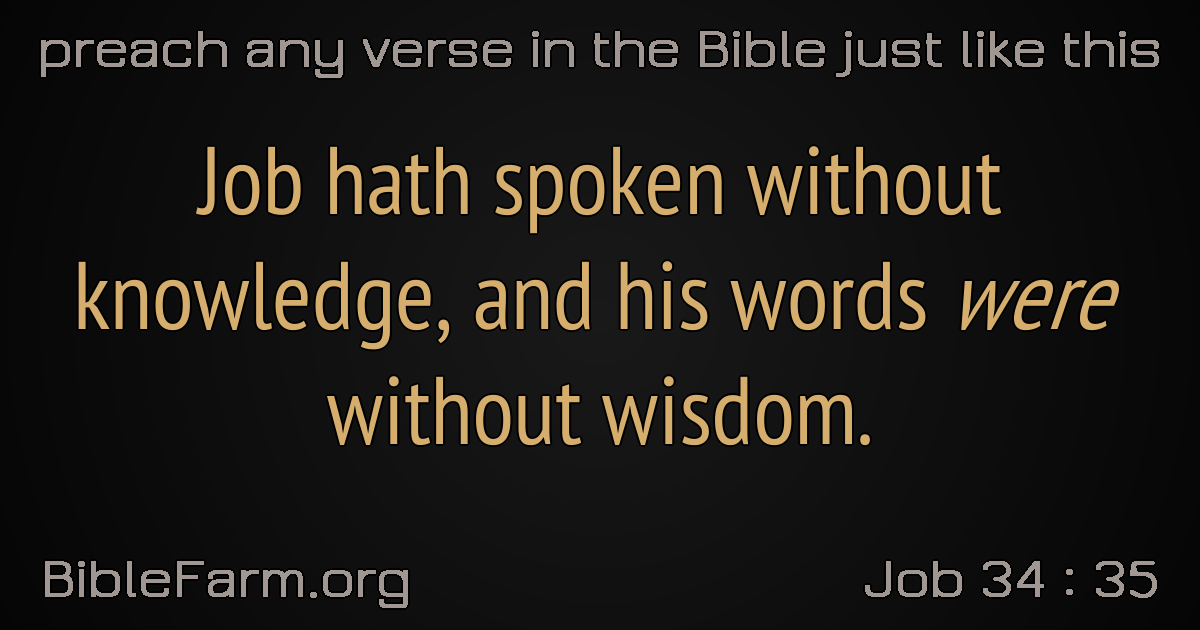 preach any verse in the Bible just like this
Job hath spoken without
knowledge, and his words were
without wisdom.
BibleFarm.org
Job 34 : 35